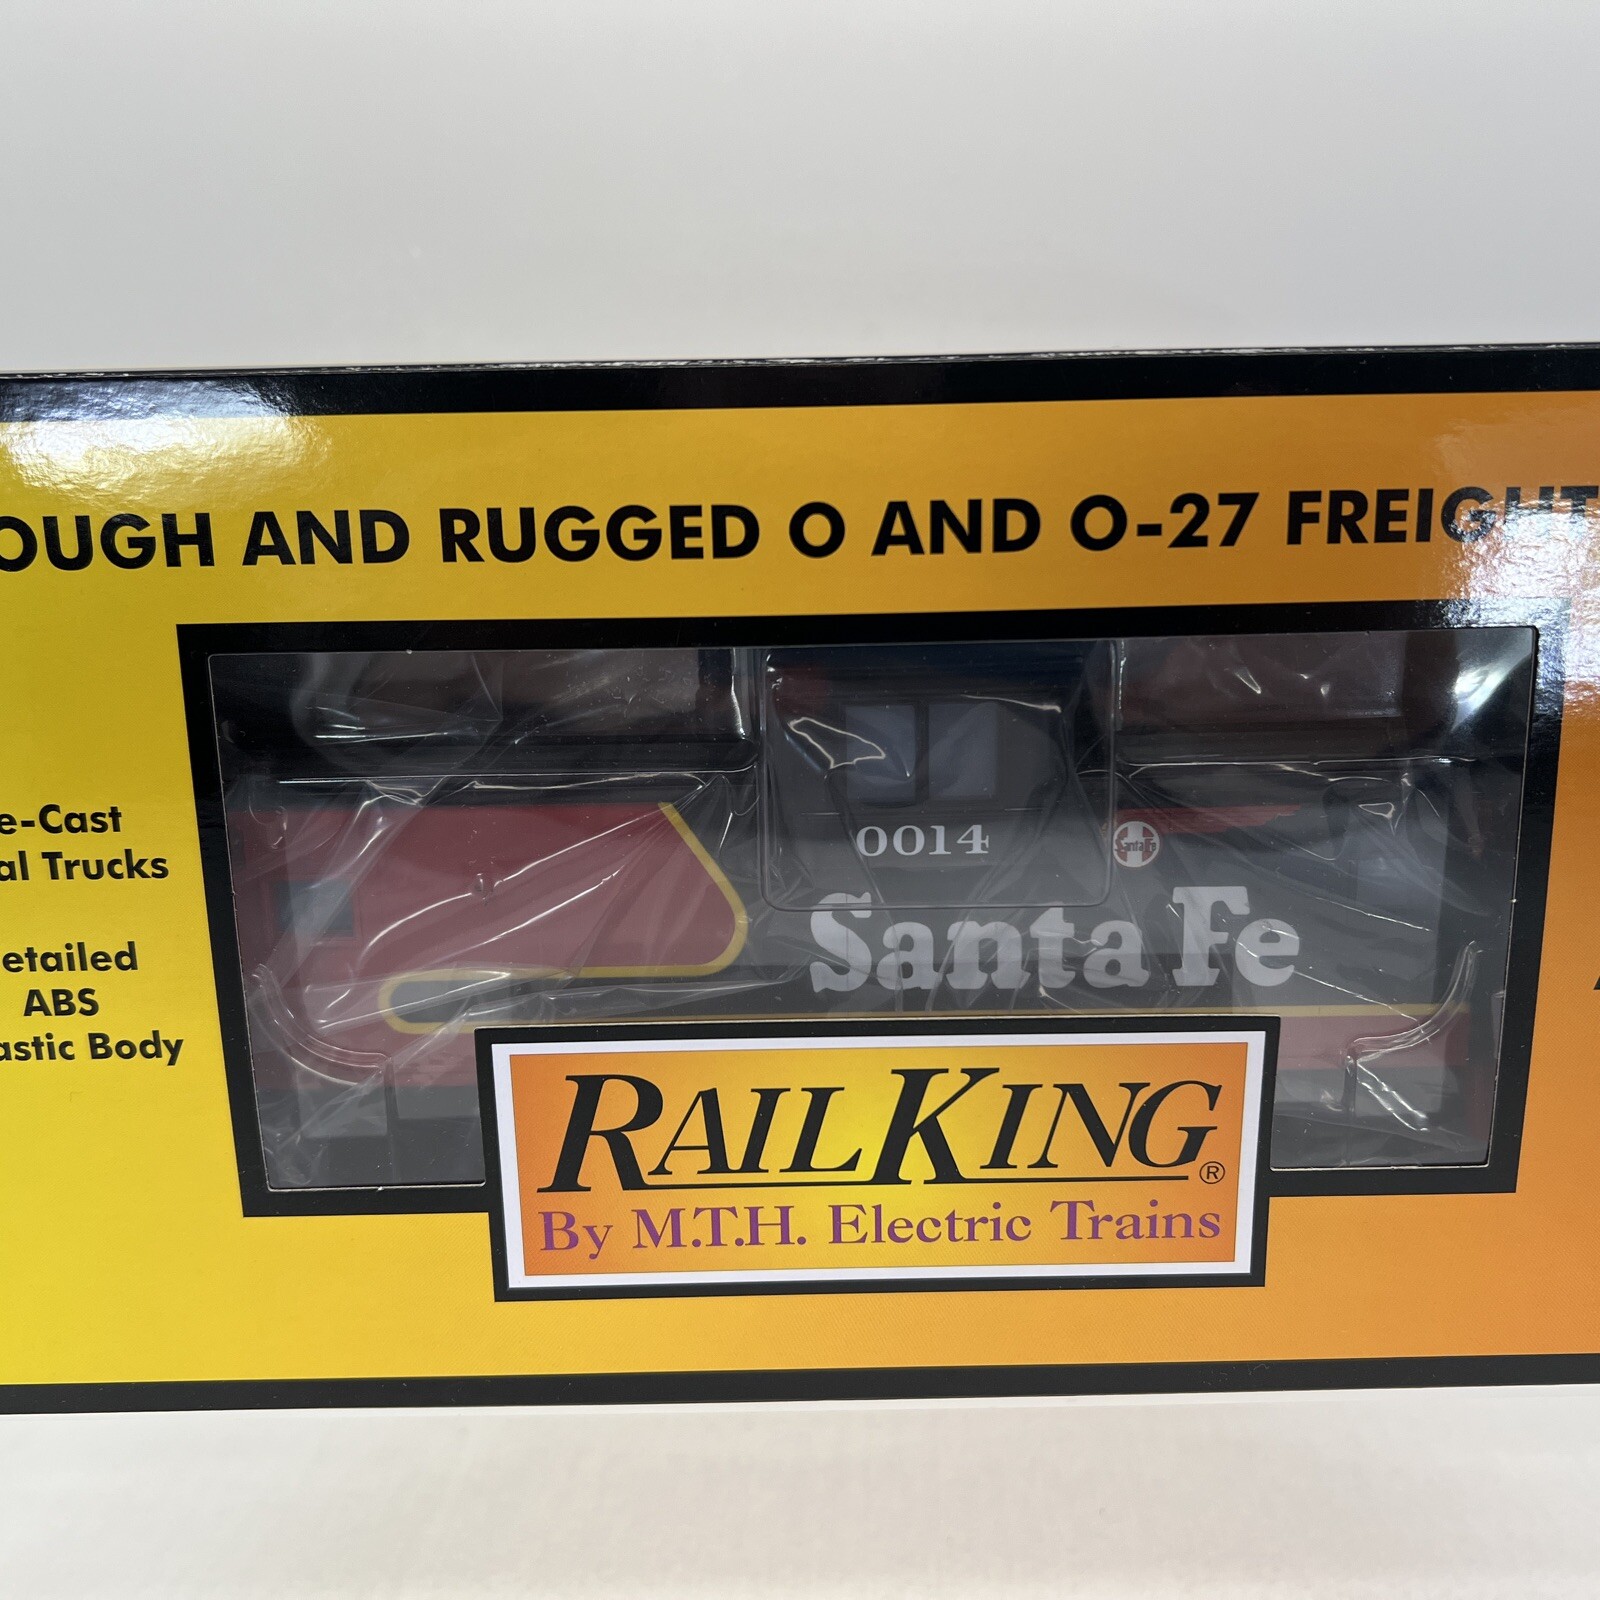 OUGH AND RUGGED O AND O-27 FREIGHT
e-Cast
al Trucks
etailed
ABS
astic Body
0014
Santa Fe
Santa Fe
RAILKING®
By M.T.H. Electric Trains